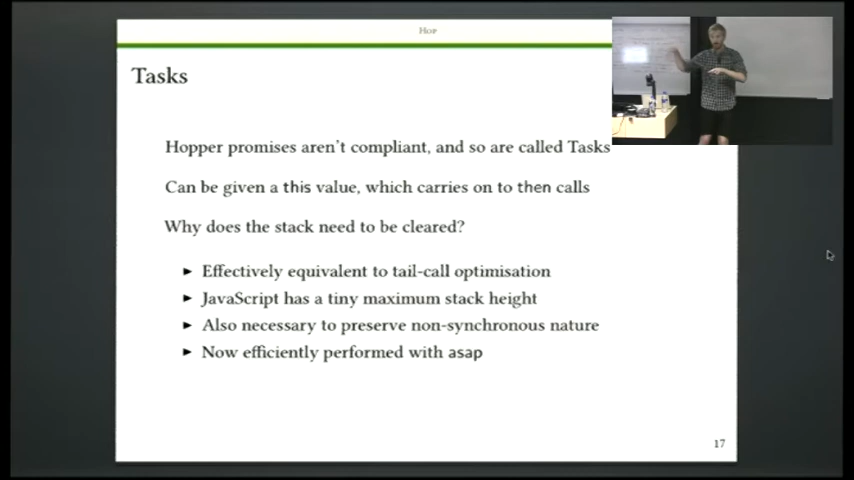 Hop
Tasks
Hopper promises aren't compliant, and so are called Tasks
Can be given a this value, which carries on to then calls
Why does the stack need to be cleared?
► Effectively equivalent to tail-call optimisation
► JavaScript has a tiny maximum stack height
► Also necessary to preserve non-synchronous nature
► Now efficiently performed with asap
17